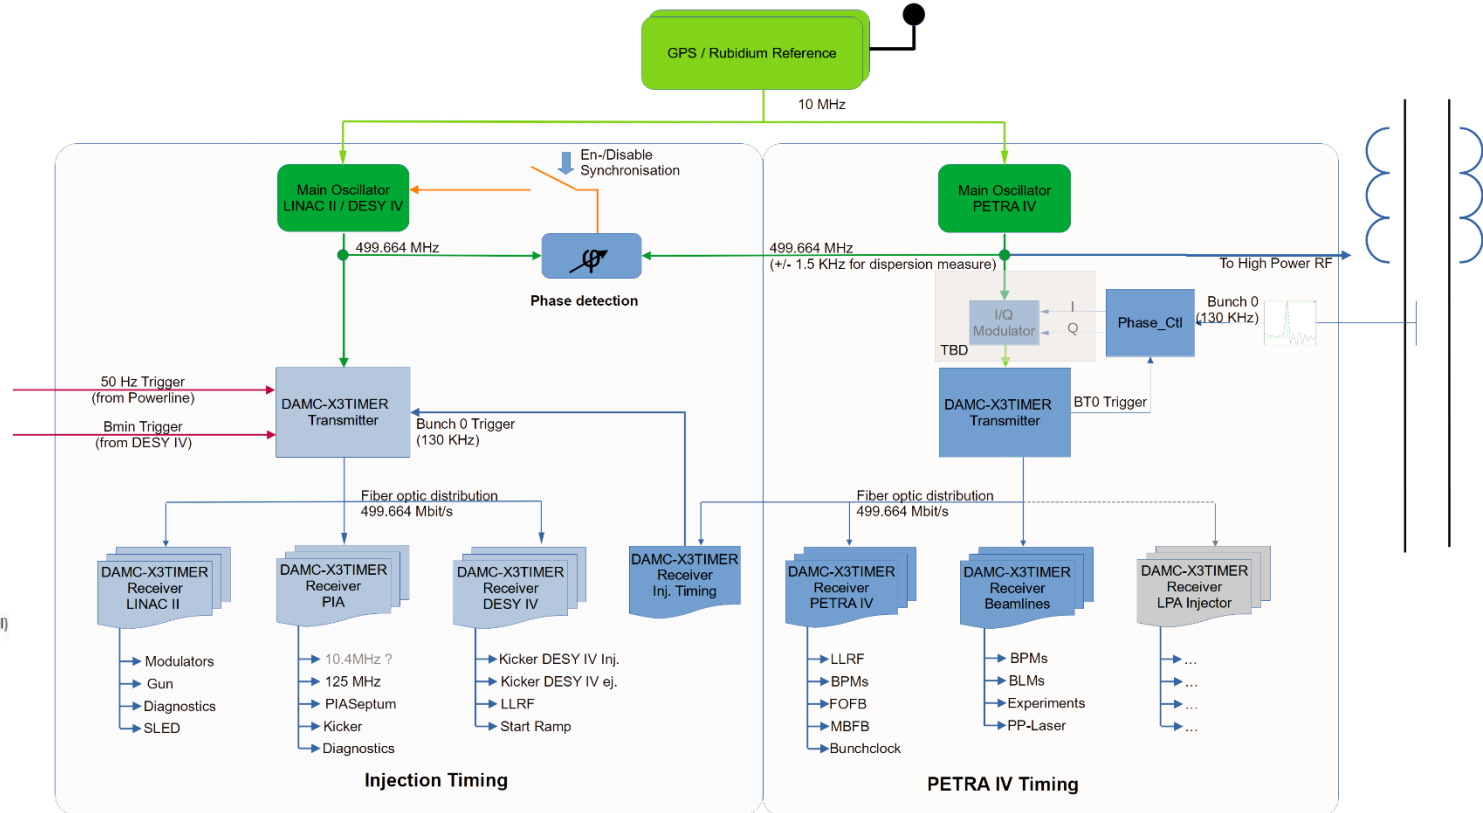 GPS / Rubidium Reference
10 MHz
En-/Disable
Synchronisation
Main Oscillator
LINAC II / DESY IV
Main Oscillator
PETRA IV
499.664 MHz
φ
Phase detection
499.664 MHz
(+/- 1.5 KHz for dispersion measure)
To High Power RF
I/Q
Modulator
I
Q
TBD
Phase_Ctl
Bunch 0
(130 KHz)
50 Hz Trigger
(from Powerline)
Bmin Trigger
(from DESY IV)
DAMC-X3TIMER
Transmitter
Bunch 0 Trigger
(130 KHz)
DAMC-X3TIMER
Transmitter
BT0 Trigger
Fiber optic distribution
499.664 Mbit/s
Fiber optic distribution
499.664 Mbit/s
DAMC-X3TIMER
Receiver
LINAC II
DAMC-X3TIMER
Receiver
PIA
DAMC-X3TIMER
Receiver
DESY IV
DAMC-X3TIMER
Receiver
Inj. Timing
DAMC-X3TIMER
Receiver
PETRA IV
DAMC-X3TIMER
Receiver
Beamlines
DAMC-X3TIMER
Receiver
LPA Injector
Modulators
Gun
Diagnostics
SLED
10.4MHz ?
125 MHz
PIASeptum
Kicker
Diagnostics
Kicker DESY IV Inj.
Kicker DESY IV ej.
LLRF
Start Ramp
LLRF
BPMs
FOFB
MBFB
Bunchclock
BPMs
BLMs
Experiments
PP-Laser
...
...
...
...
Injection Timing
PETRA IV Timing